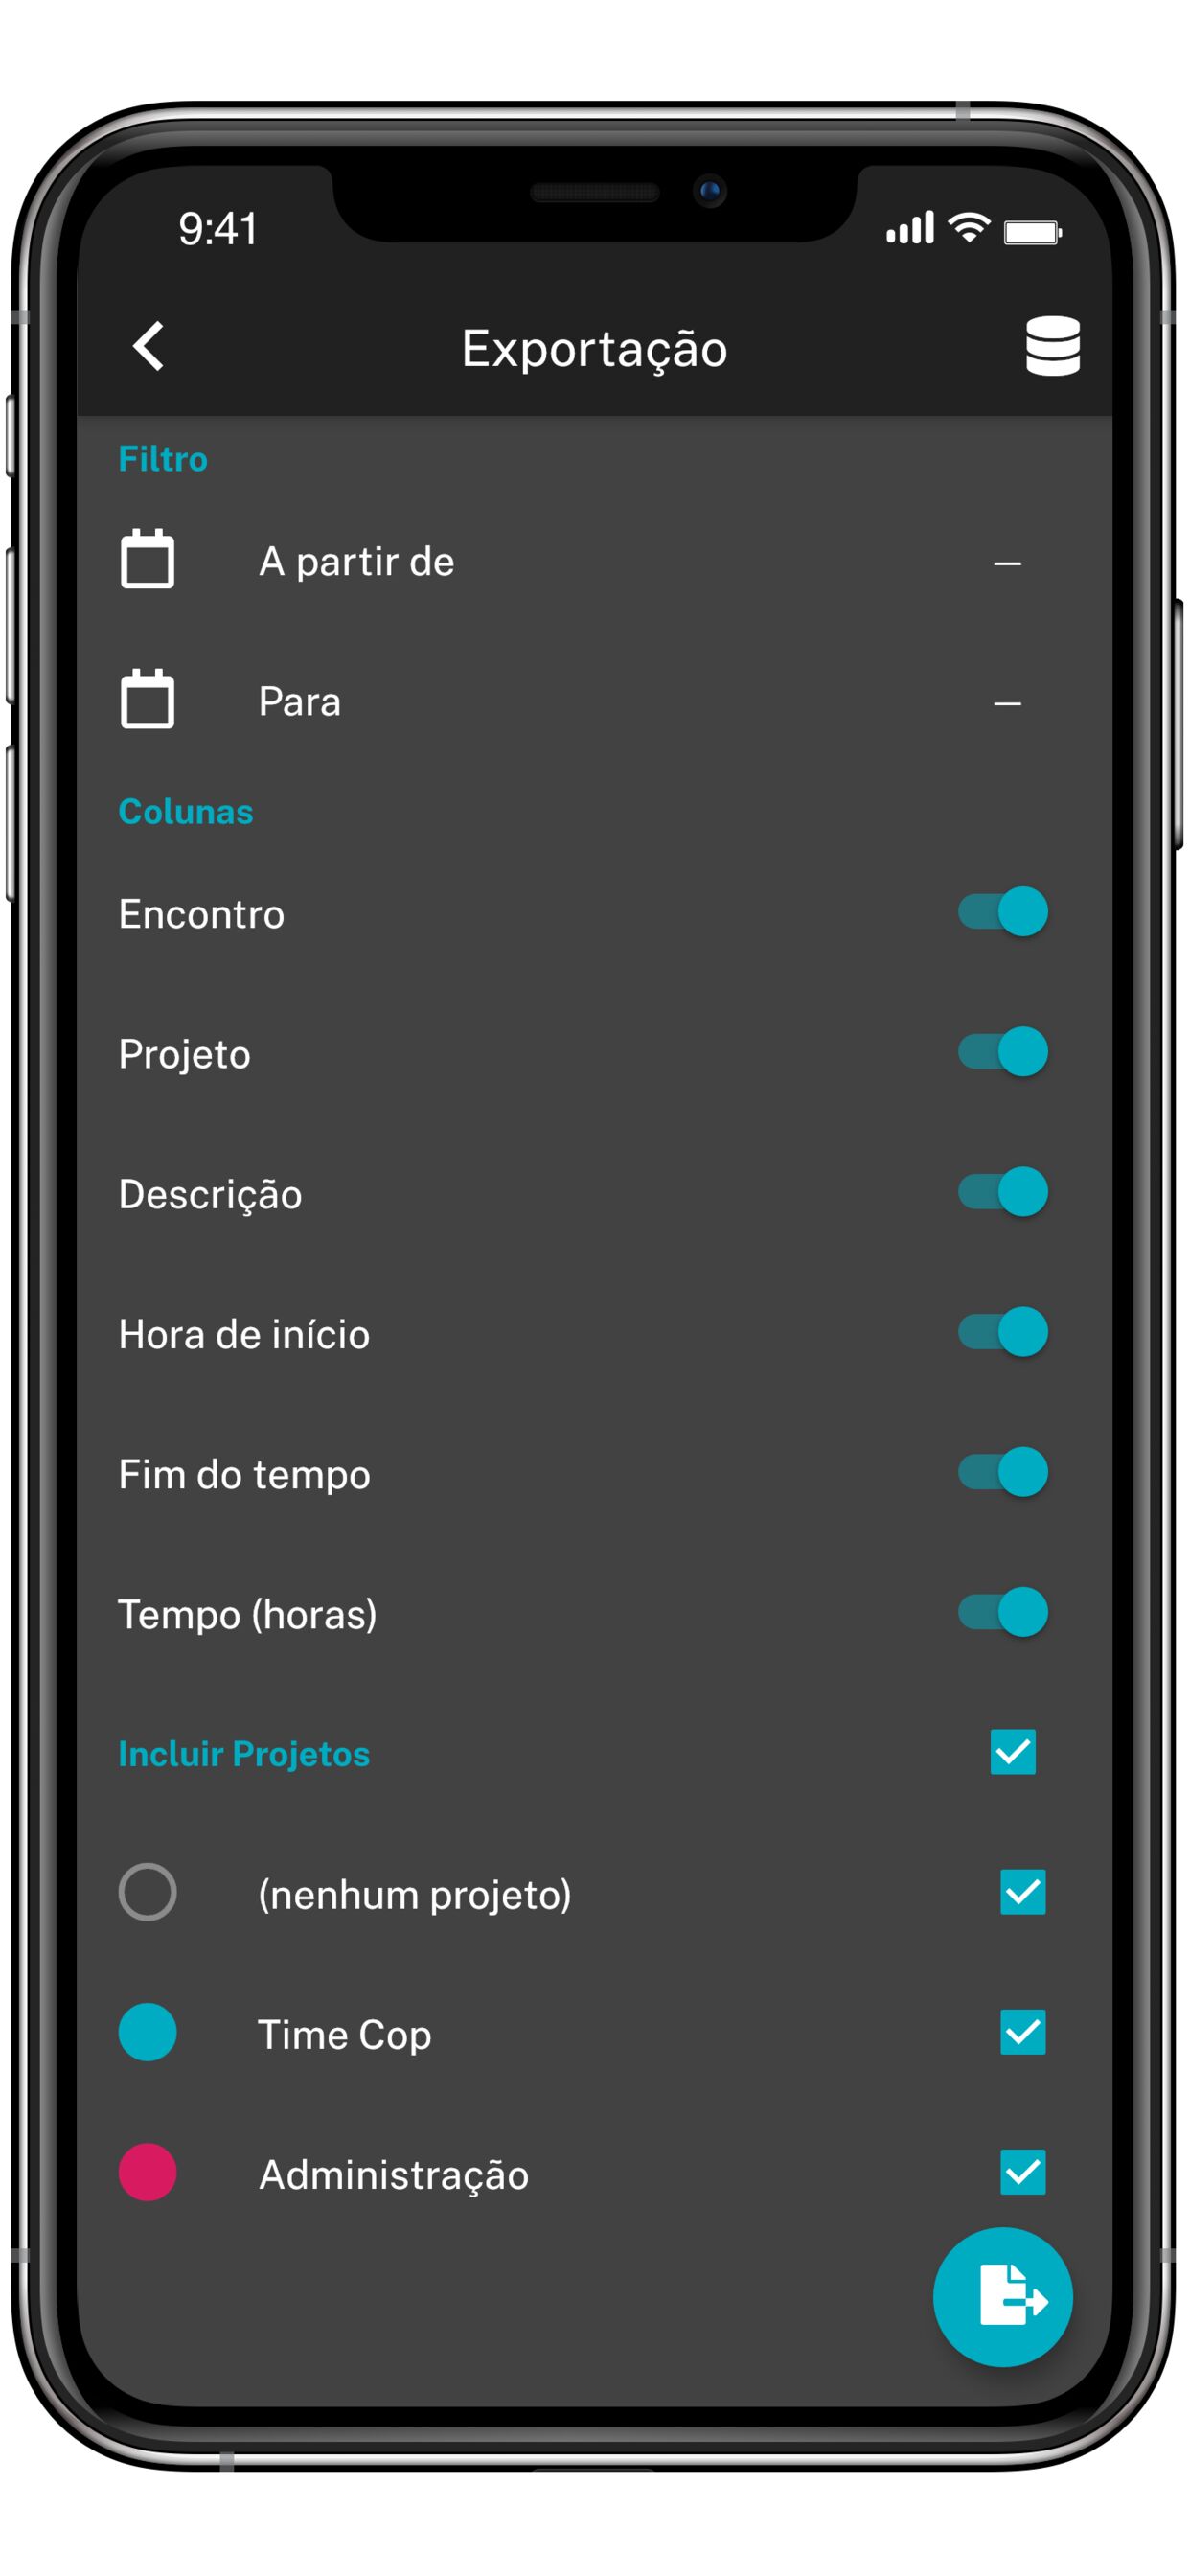 9:41
Exportação
Filtro
A partir de –
Para –
Colunas
Encontro
Projeto
Descrição
Hora de início
Fim do tempo
Tempo (horas)
Incluir Projetos
(nenhum projeto)
Time Cop
Administração